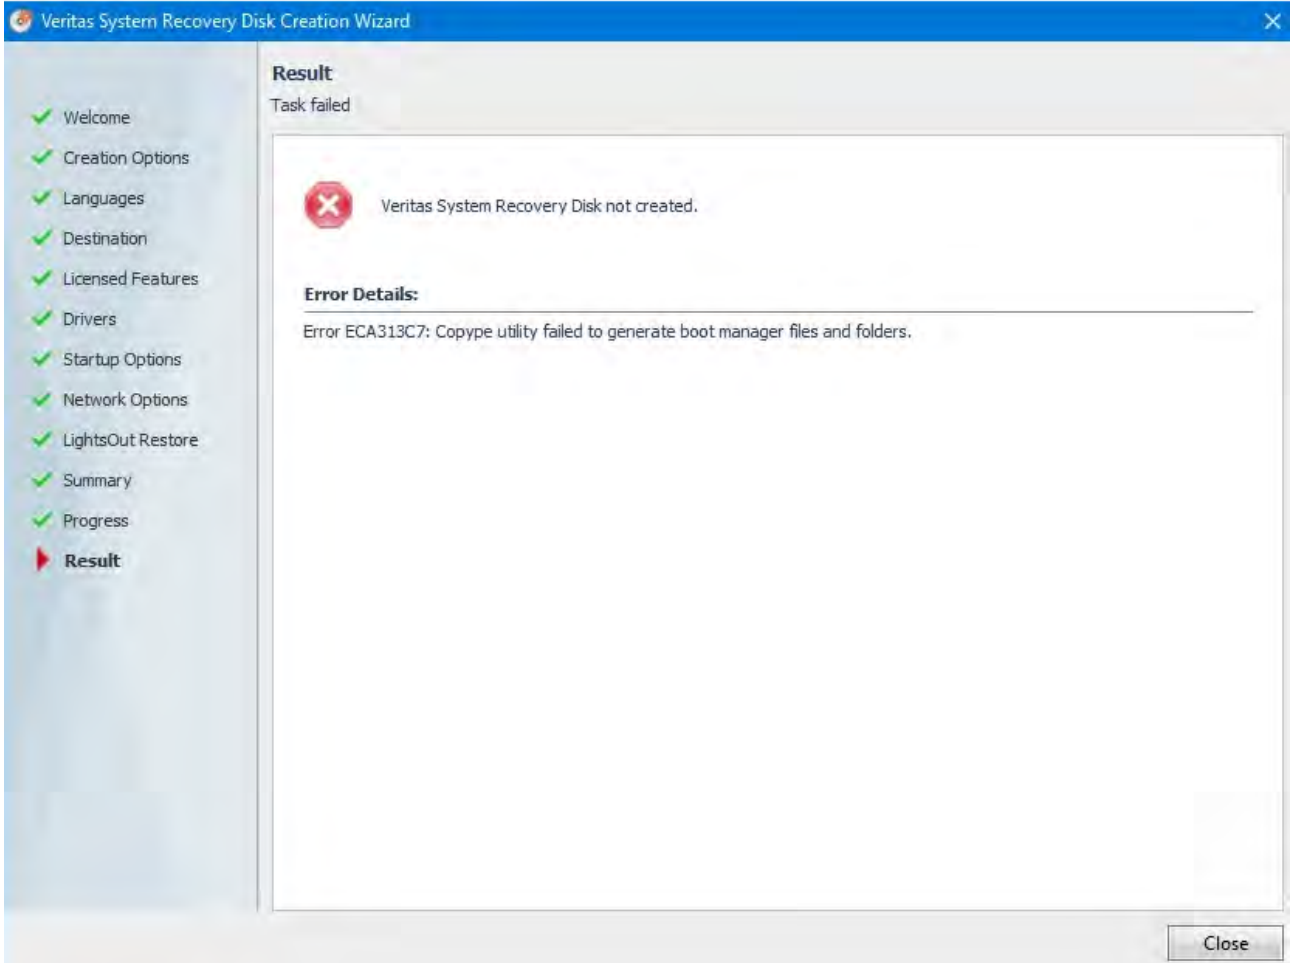 Veritas System Recovery Disk Creation Wizard
Welcome
Creation Options
Languages
Destination
Licensed Features
Drivers
Startup Options
Network Options
LightsOut Restore
Summary
Progress
Result
Result
Task failed
Veritas System Recovery Disk not created.
Error Details:
Error ECA313C7: Copype utility failed to generate boot manager files and folders.
Close